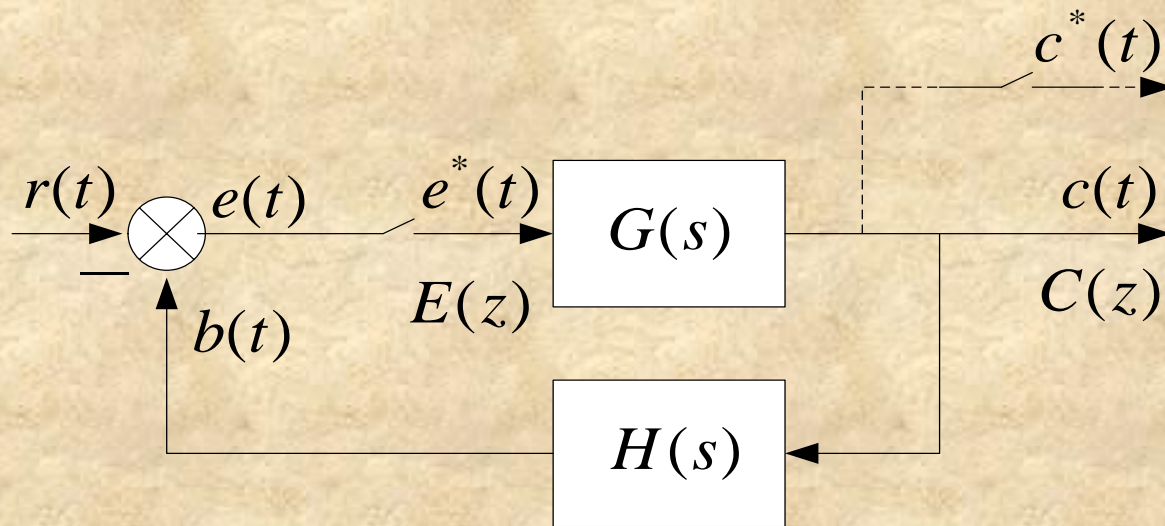 c*(t)
r(t) e(t) e*(t) G(s) c(t)
− E(z) C(z)
b(t)
H(s)